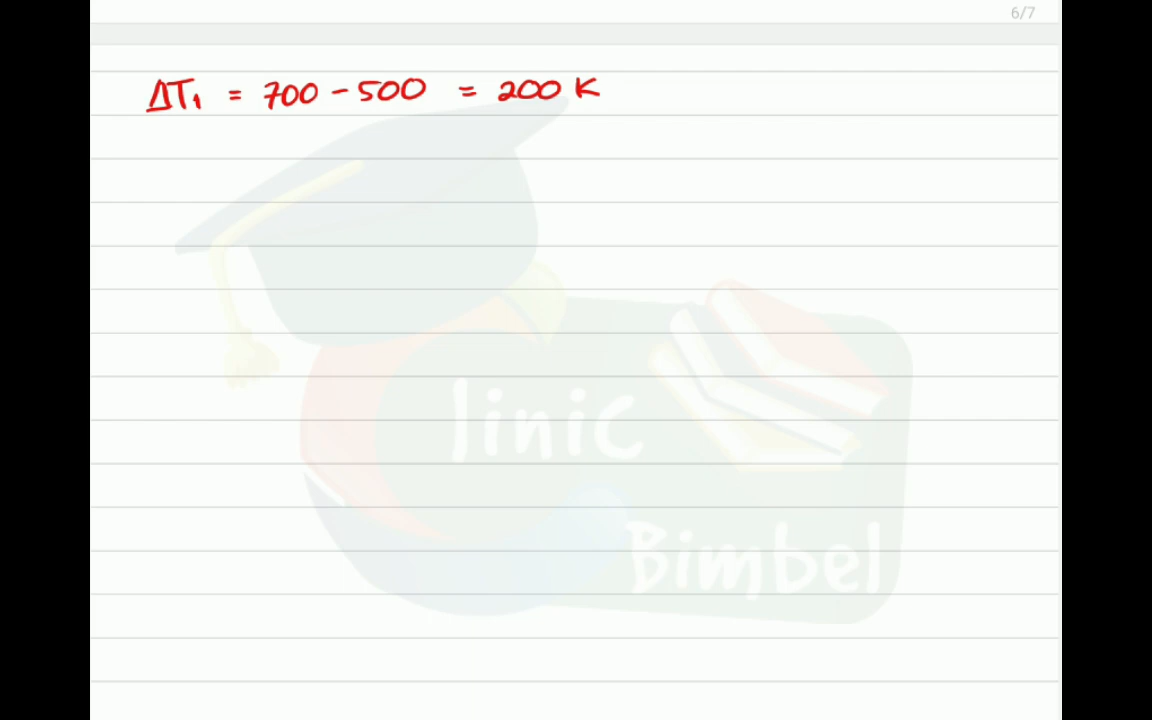 6/7
ΔT₁ = 700 - 500 = 200 K
linic
Bimbel